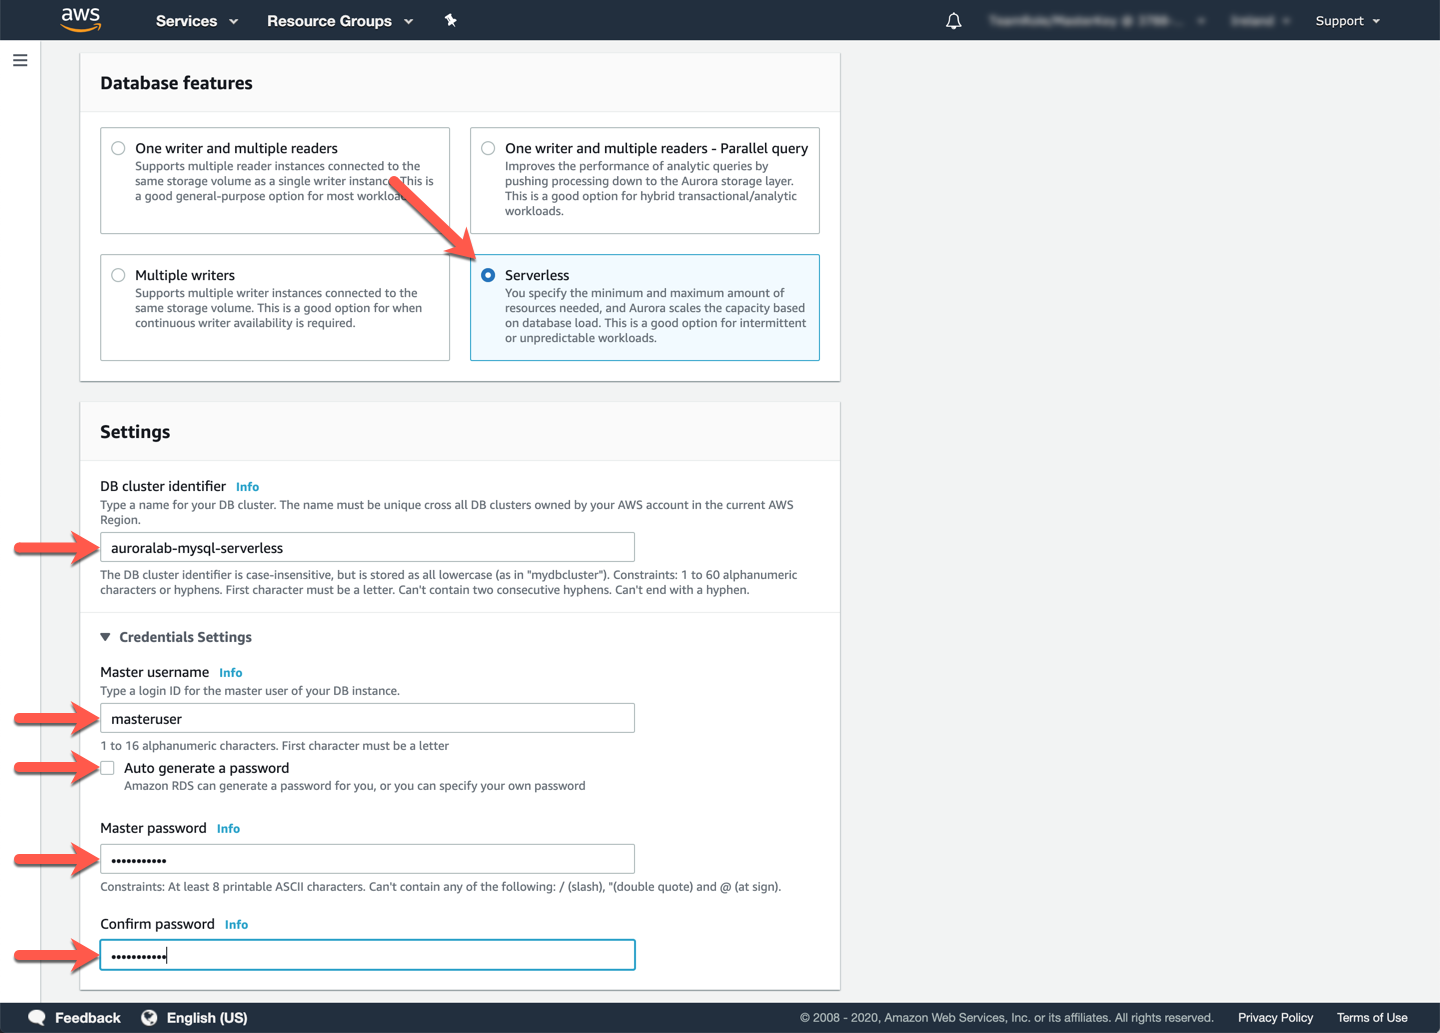 aws
Services
Resource Groups
Support
Database features
One writer and multiple readers
Supports multiple reader instances connected to the
same storage volume as a single writer instance. This is
a good general-purpose option for most workloads.
One writer and multiple readers - Parallel query
Improves the performance of analytic queries by
pushing processing down to the Aurora storage layer.
This is a good option for hybrid transactional/analytic
workloads.
Multiple writers
Supports multiple writer instances connected to the
same storage volume. This is a good option for when
continuous writer availability is required.
Serverless
You specify the minimum and maximum amount of
resources needed, and Aurora scales the capacity based
on database load. This is a good option for intermittent
or unpredictable workloads.
Settings
DB cluster identifier Info
Type a name for your DB cluster. The name must be unique cross all DB clusters owned by your AWS account in the current AWS
Region.
auroralab-mysql-serverless
The DB cluster identifier is case-insensitive, but is stored as all lowercase (as in "mydbcluster"). Constraints: 1 to 60 alphanumeric
characters or hyphens. First character must be a letter. Can't contain two consecutive hyphens. Can't end with a hyphen.
Credentials Settings
Master username Info
Type a login ID for the master user of your DB instance.
masteruser
1 to 16 alphanumeric characters. First character must be a letter
Auto generate a password
Amazon RDS can generate a password for you, or you can specify your own password
Master password Info
•••••••••••
Constraints: At least 8 printable ASCII characters. Can't contain any of the following: / (slash), "(double quote) and @ (at sign).
Confirm password Info
•••••••••••
Feedback
English (US)
© 2008 - 2020, Amazon Web Services, Inc. or its affiliates. All rights reserved.
Privacy Policy
Terms of Use